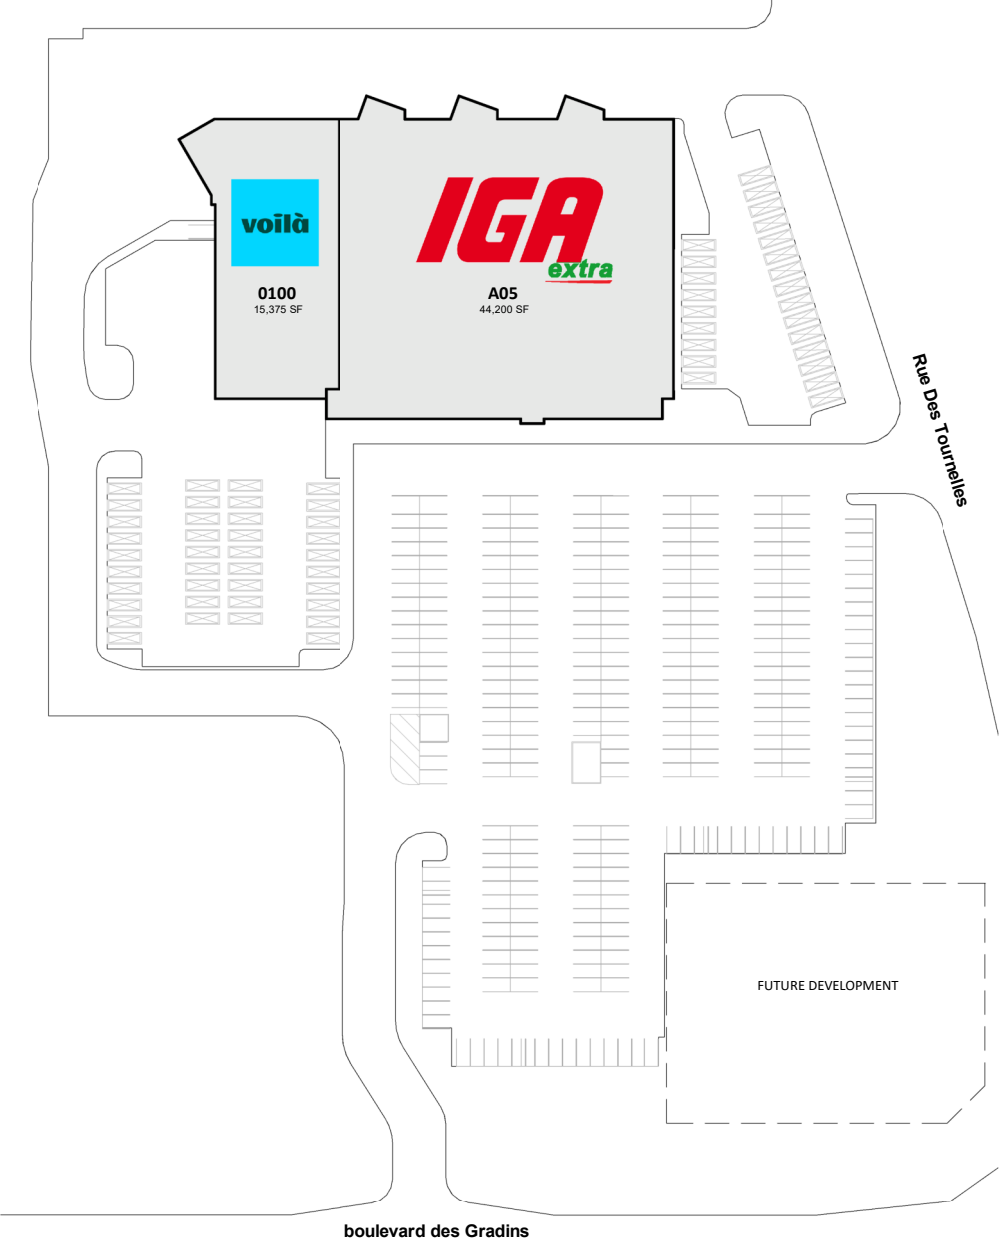 voilà
IGA
extra
0100
15,375 SF
A05
44,200 SF
Rue Des Tournelles
FUTURE DEVELOPMENT
boulevard des Gradins